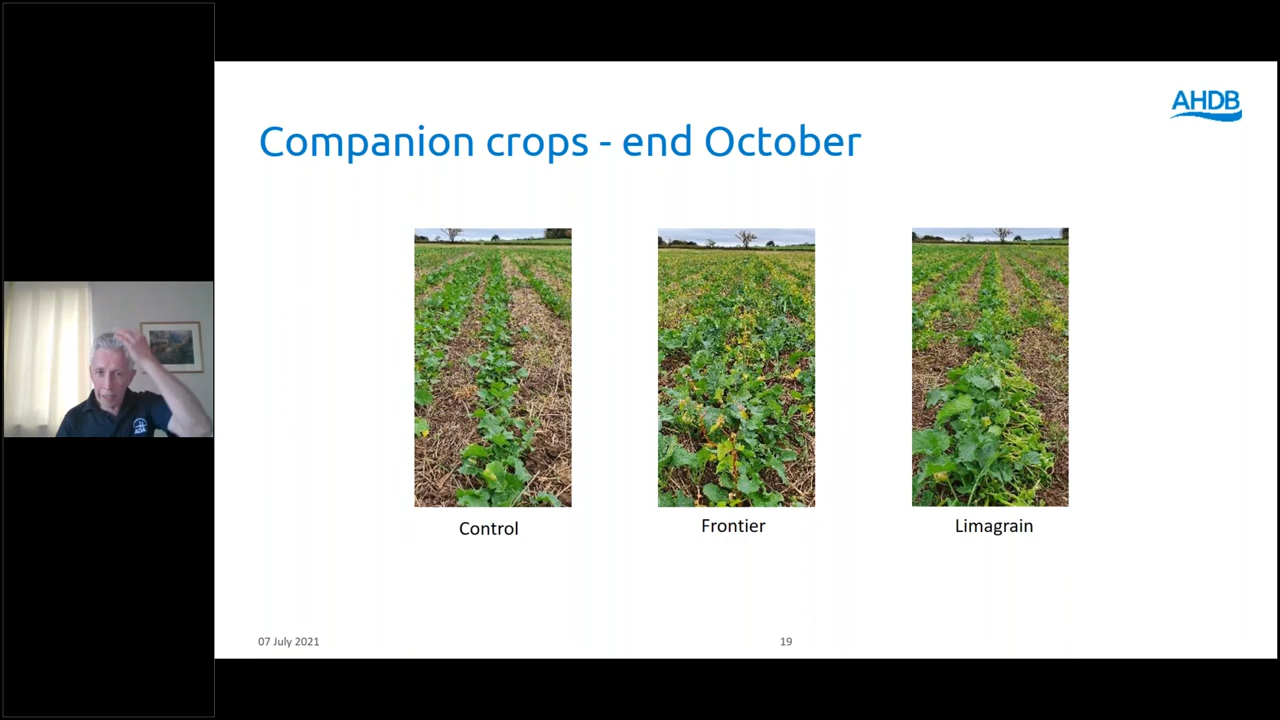 AHDB
Companion crops - end October
Control
Frontier
Limagrain
07 July 2021
19